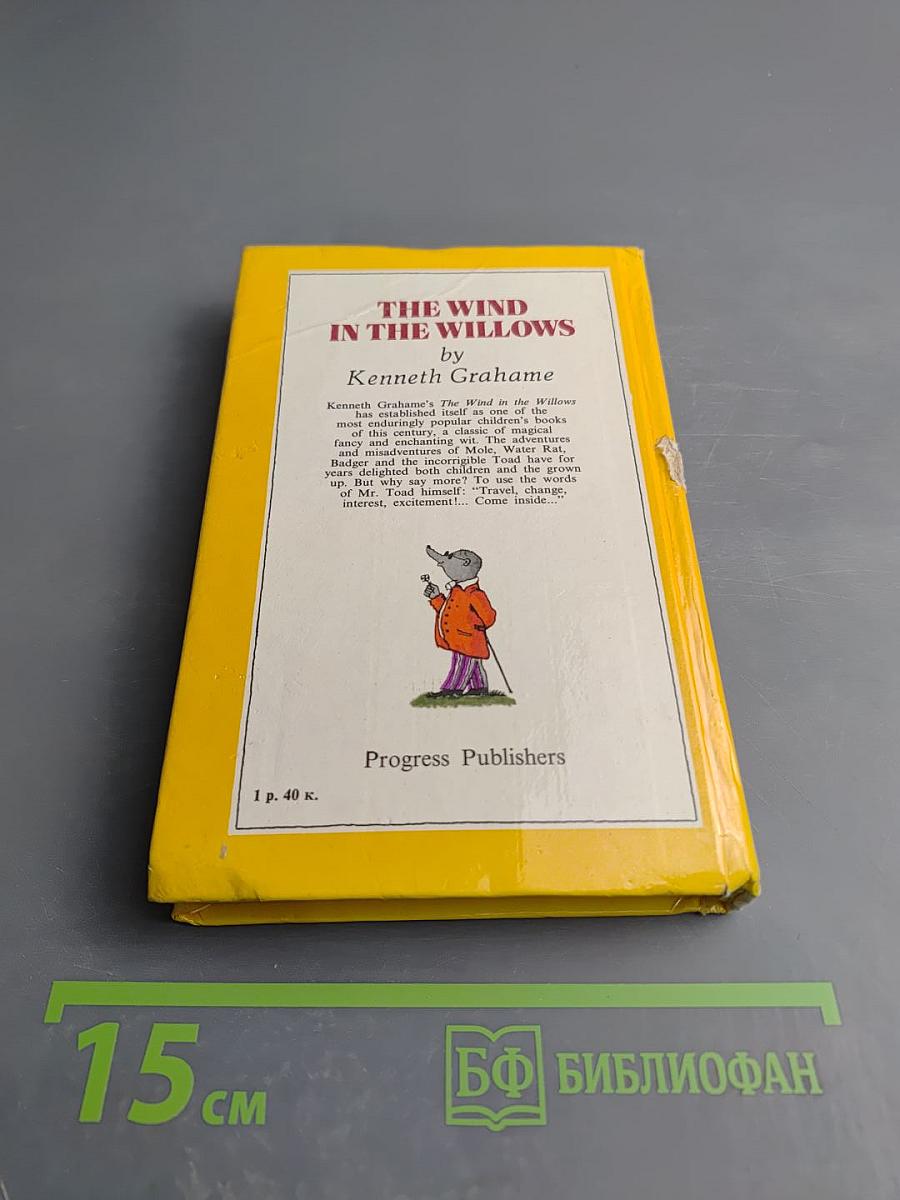 THE WIND
IN THE WILLOWS
by
Kenneth Grahame
Kenneth Grahame's The Wind in the Willows
has established itself as one of the
most enduringly popular children's books
of this century, a classic of magical
fancy and enchanting wit. The adventures
and misadventures of Mole, Water Rat,
Badger and the incorrigible Toad have for
years delighted both children and the grown
up. But why say more? To use the words
of Mr. Toad himself: “Travel, change,
interest, excitement!... Come inside...”
Progress Publishers
1 р. 40 к.
15 см
БФ БИБЛИОФАН